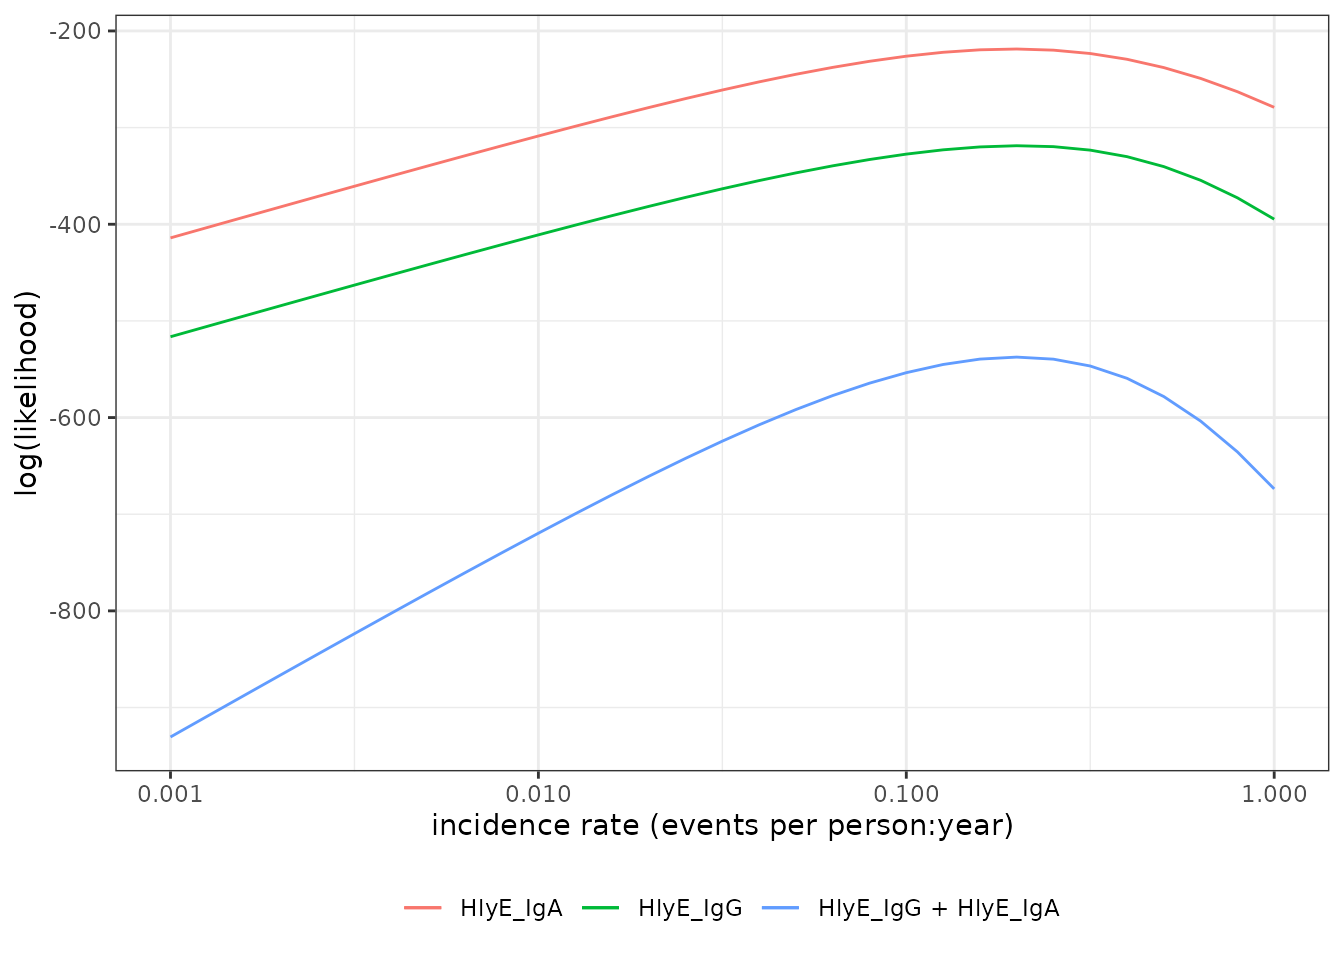 -200
-400
-600
-800
log(likelihood)
0.001 0.010 0.100 1.000
incidence rate (events per person:year)
HlyE_IgA HlyE_IgG HlyE_IgG + HlyE_IgA